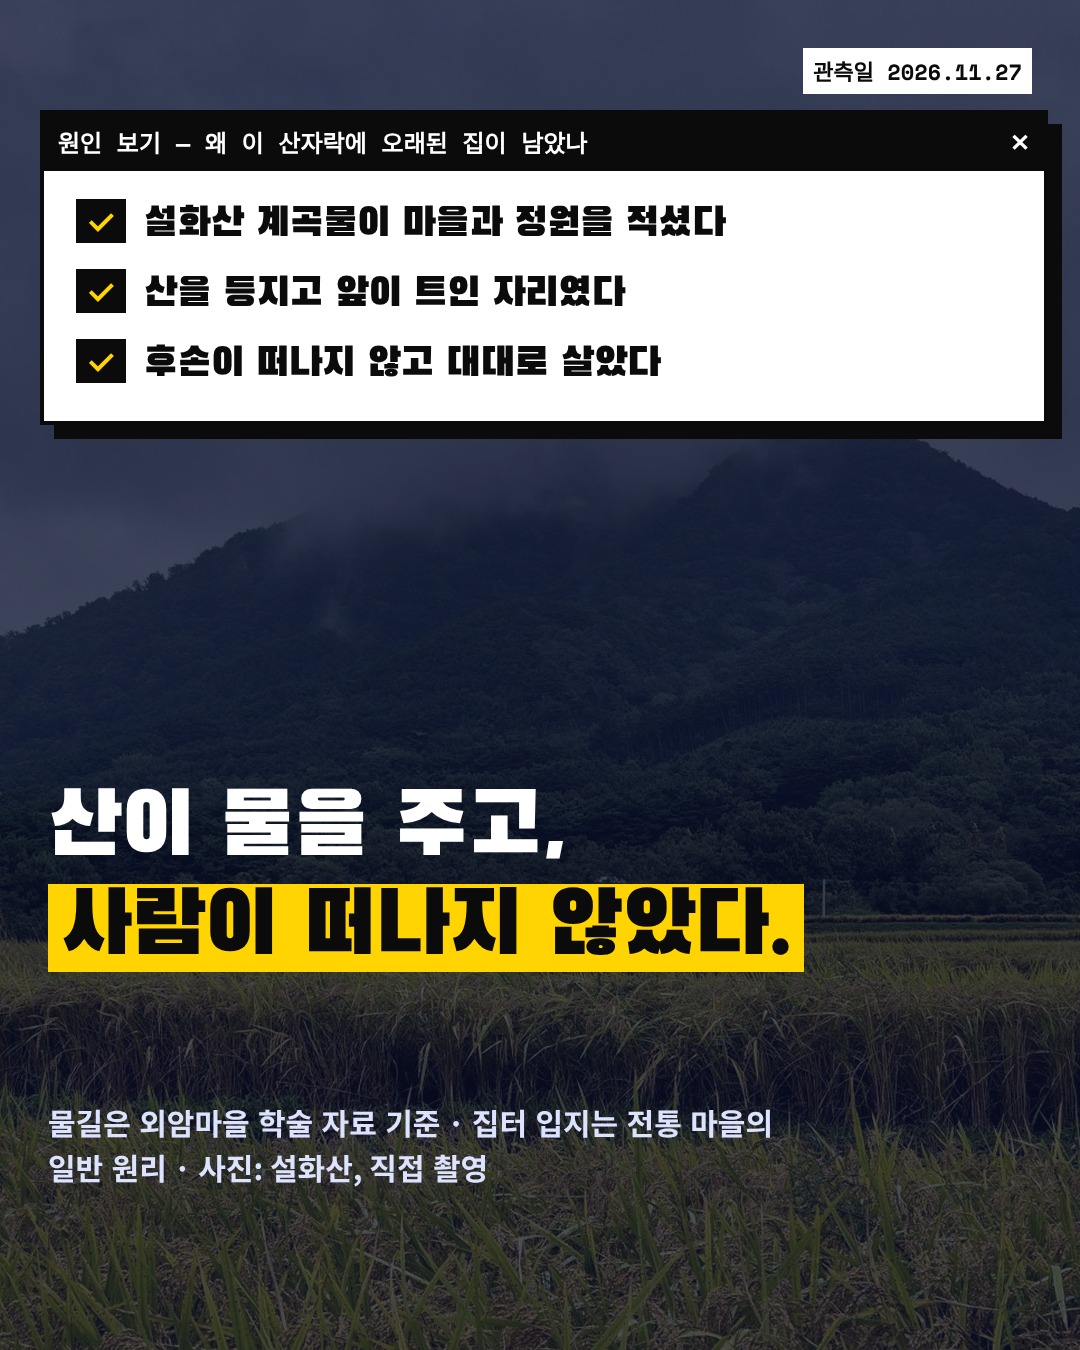 관측일 2026.11.27
원인 보기 — 왜 이 산자락에 오래된 집이 남았나 ✕
✓ 설화산 계곡물이 마을과 정원을 적셨다
✓ 산을 등지고 앞이 트인 자리였다
✓ 후손이 떠나지 않고 대대로 살았다
산이 물을 주고,
사람이 떠나지 않았다.
물길은 외암마을 학술 자료 기준 · 집터 입지는 전통 마을의
일반 원리 · 사진: 설화산, 직접 촬영